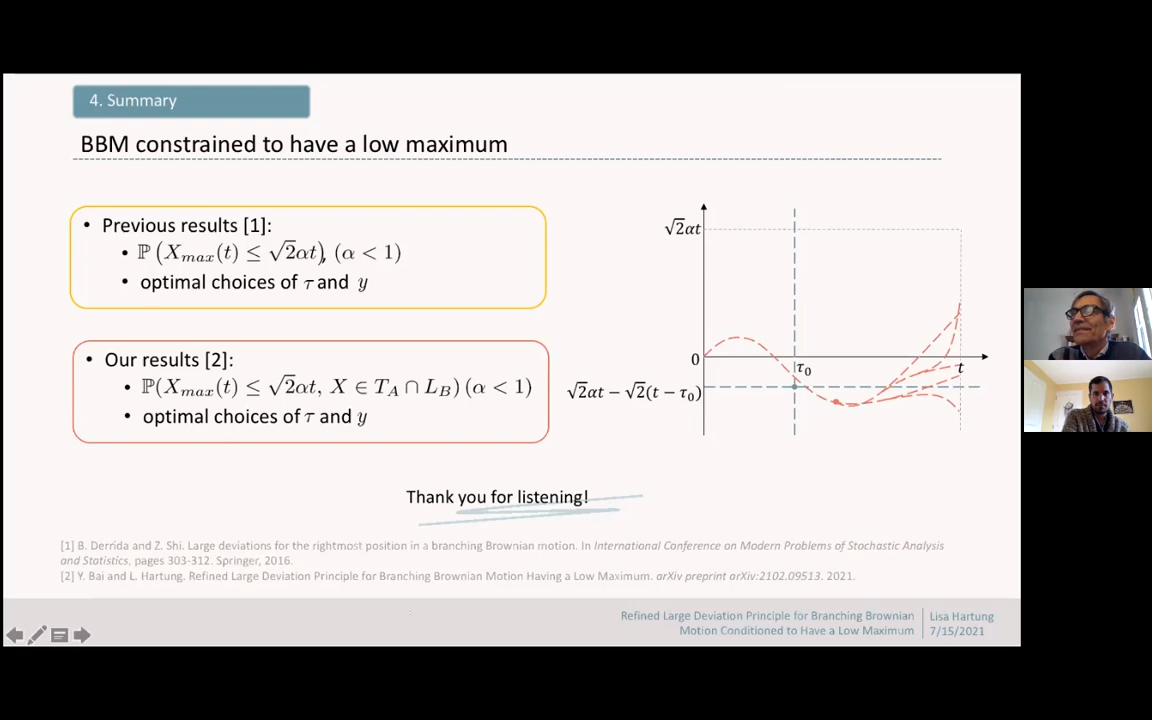 4. Summary
BBM constrained to have a low maximum
• Previous results [1]:
• ℙ (X_max(t) ≤ √2αt), (α < 1)
• optimal choices of τ and y
• Our results [2]:
• ℙ(X_max(t) ≤ √2αt, X ∈ T_A ∩ L_B) (α < 1)
• optimal choices of τ and y
√2αt
0
τ₀
t
√2αt − √2(t − τ₀)
Thank you for listening!
[1] B. Derrida and Z. Shi. Large deviations for the rightmost position in a branching Brownian motion. In International Conference on Modern Problems of Stochastic Analysis
and Statistics, pages 303-312. Springer, 2016.
[2] Y. Bai and L. Hartung. Refined Large Deviation Principle for Branching Brownian Motion Having a Low Maximum. arXiv preprint arXiv:2102.09513. 2021.
Refined Large Deviation Principle for Branching Brownian
Motion Conditioned to Have a Low Maximum
Lisa Hartung
7/15/2021